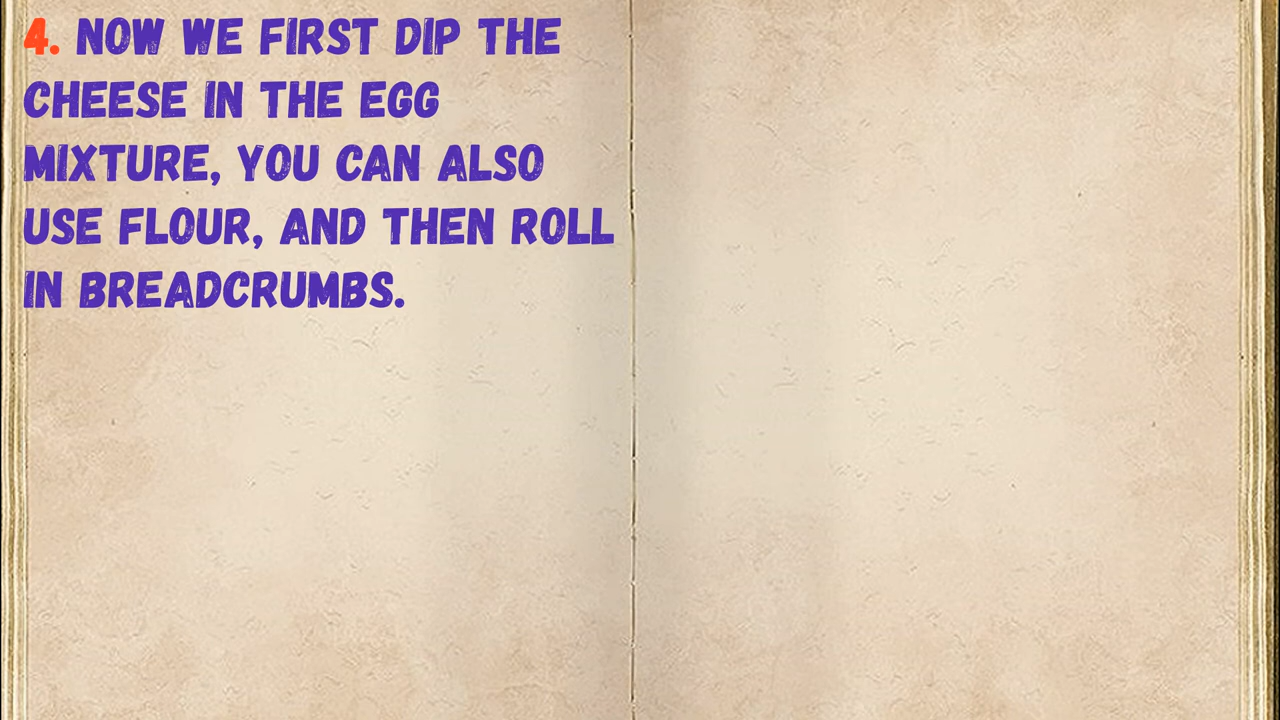 4. NOW WE FIRST DIP THE
CHEESE IN THE EGG
MIXTURE, YOU CAN ALSO
USE FLOUR, AND THEN ROLL
IN BREADCRUMBS.